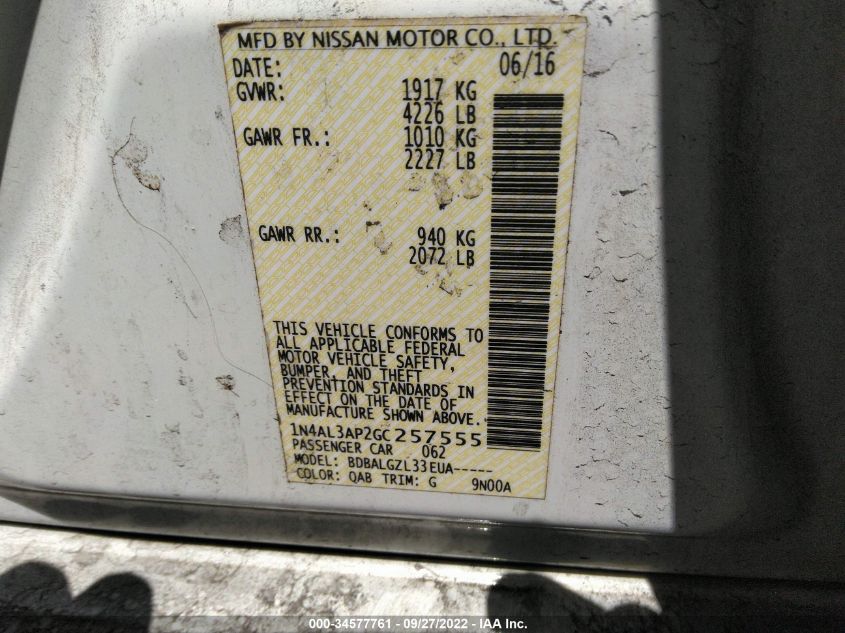 MFD BY NISSAN MOTOR CO., LTD.
DATE: 06/16
GVWR: 1917 KG
4226 LB
GAWR FR.: 1010 KG
2227 LB
GAWR RR.: 940 KG
2072 LB
THIS VEHICLE CONFORMS TO
ALL APPLICABLE FEDERAL
MOTOR VEHICLE SAFETY,
BUMPER, AND THEFT
PREVENTION STANDARDS IN
EFFECT ON THE DATE OF
MANUFACTURE SHOWN ABOVE.
1N4AL3AP2GC257555
PASSENGER CAR 062
MODEL: BDBALGZL33EUA-----
COLOR: QAB TRIM: G 9N00A
000-34577761 - 09/27/2022 - IAA Inc.